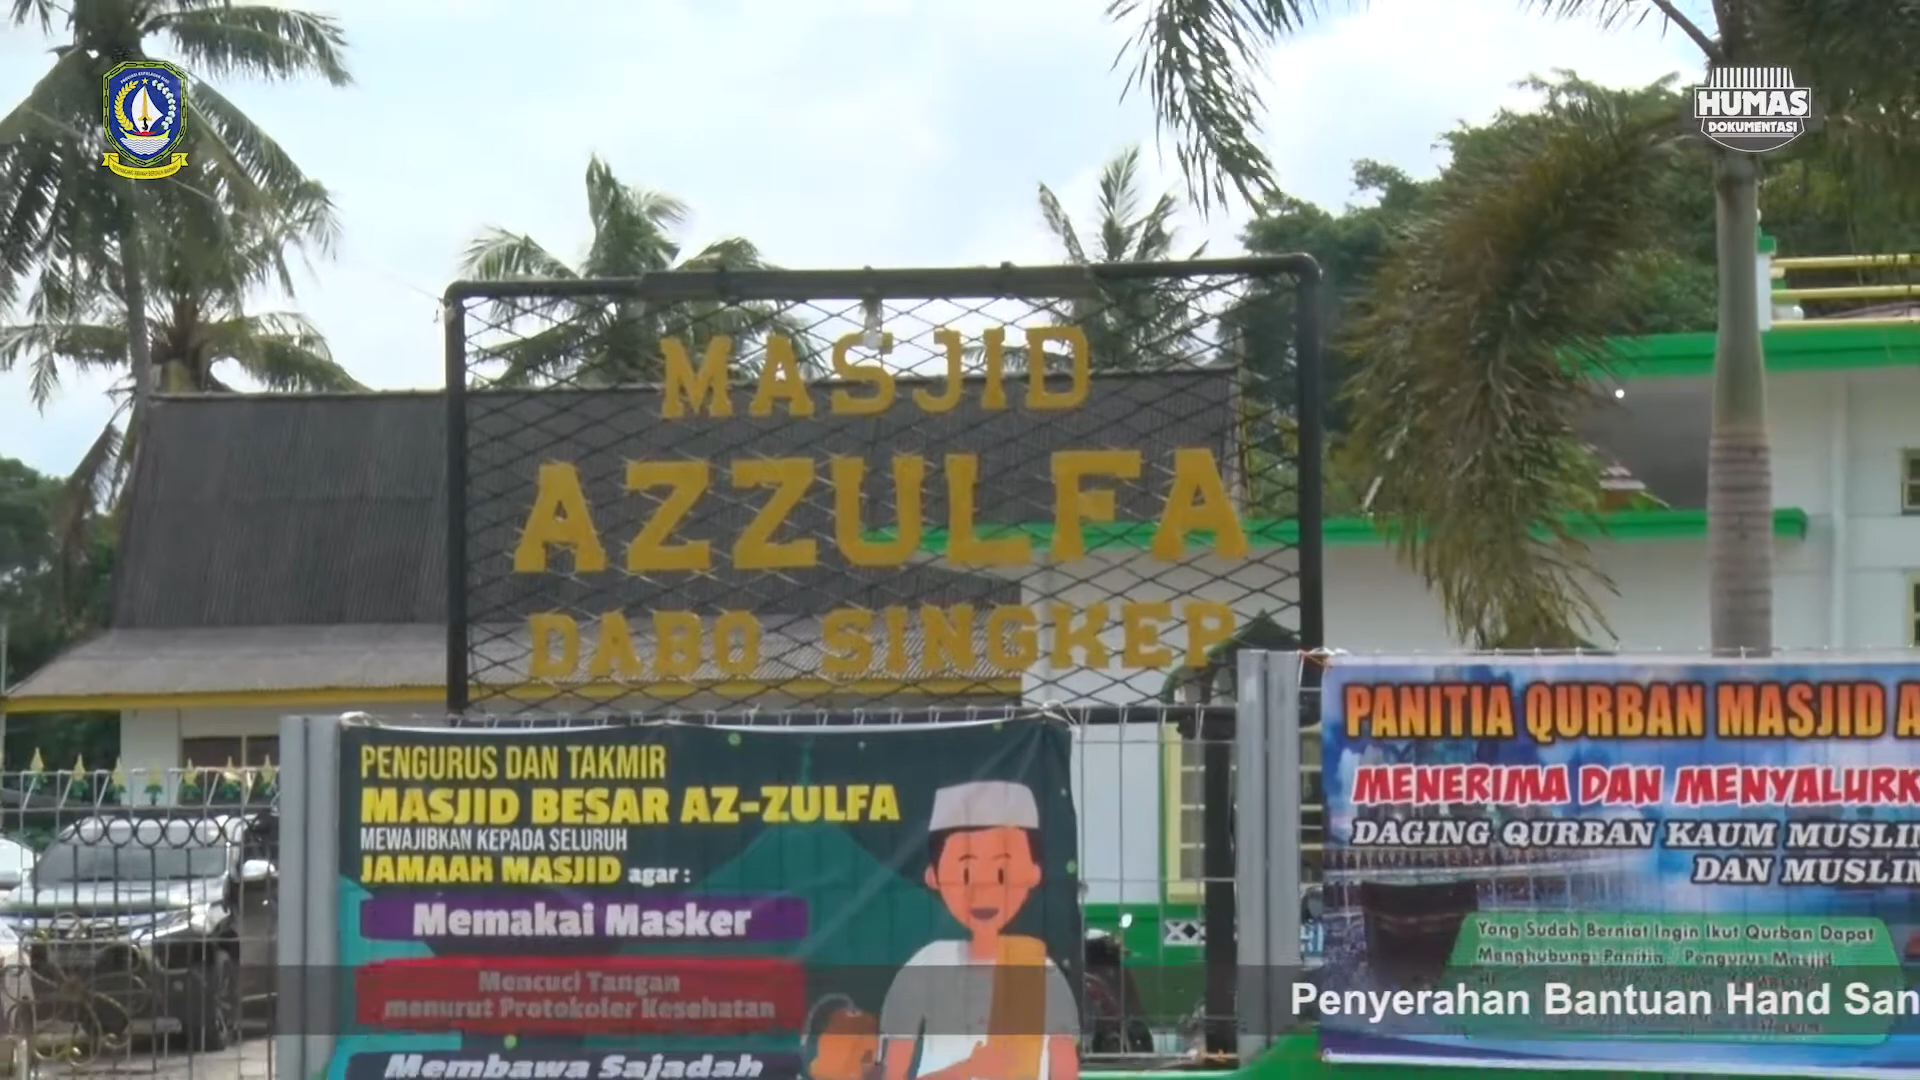 HUMAS
DOKUMENTASI
MASJID
AZZULFA
DABO SINGKEP
PENGURUS DAN TAKMIR
MASJID BESAR AZ-ZULFA
MEWAJIBKAN KEPADA SELURUH
JAMAAH MASJID agar :
Memakai Masker
Mencuci Tangan
menurut Protokoler Kesehatan
Membawa Sajadah
PANITIA QURBAN MASJID A
MENERIMA DAN MENYALURK
DAGING QURBAN KAUM MUSLIM
DAN MUSLIM
Yang Sudah Berniat Ingin Ikut Qurban Dapat
Menghubungi Panitia / Pengurus Masjid
Penyerahan Bantuan Hand San